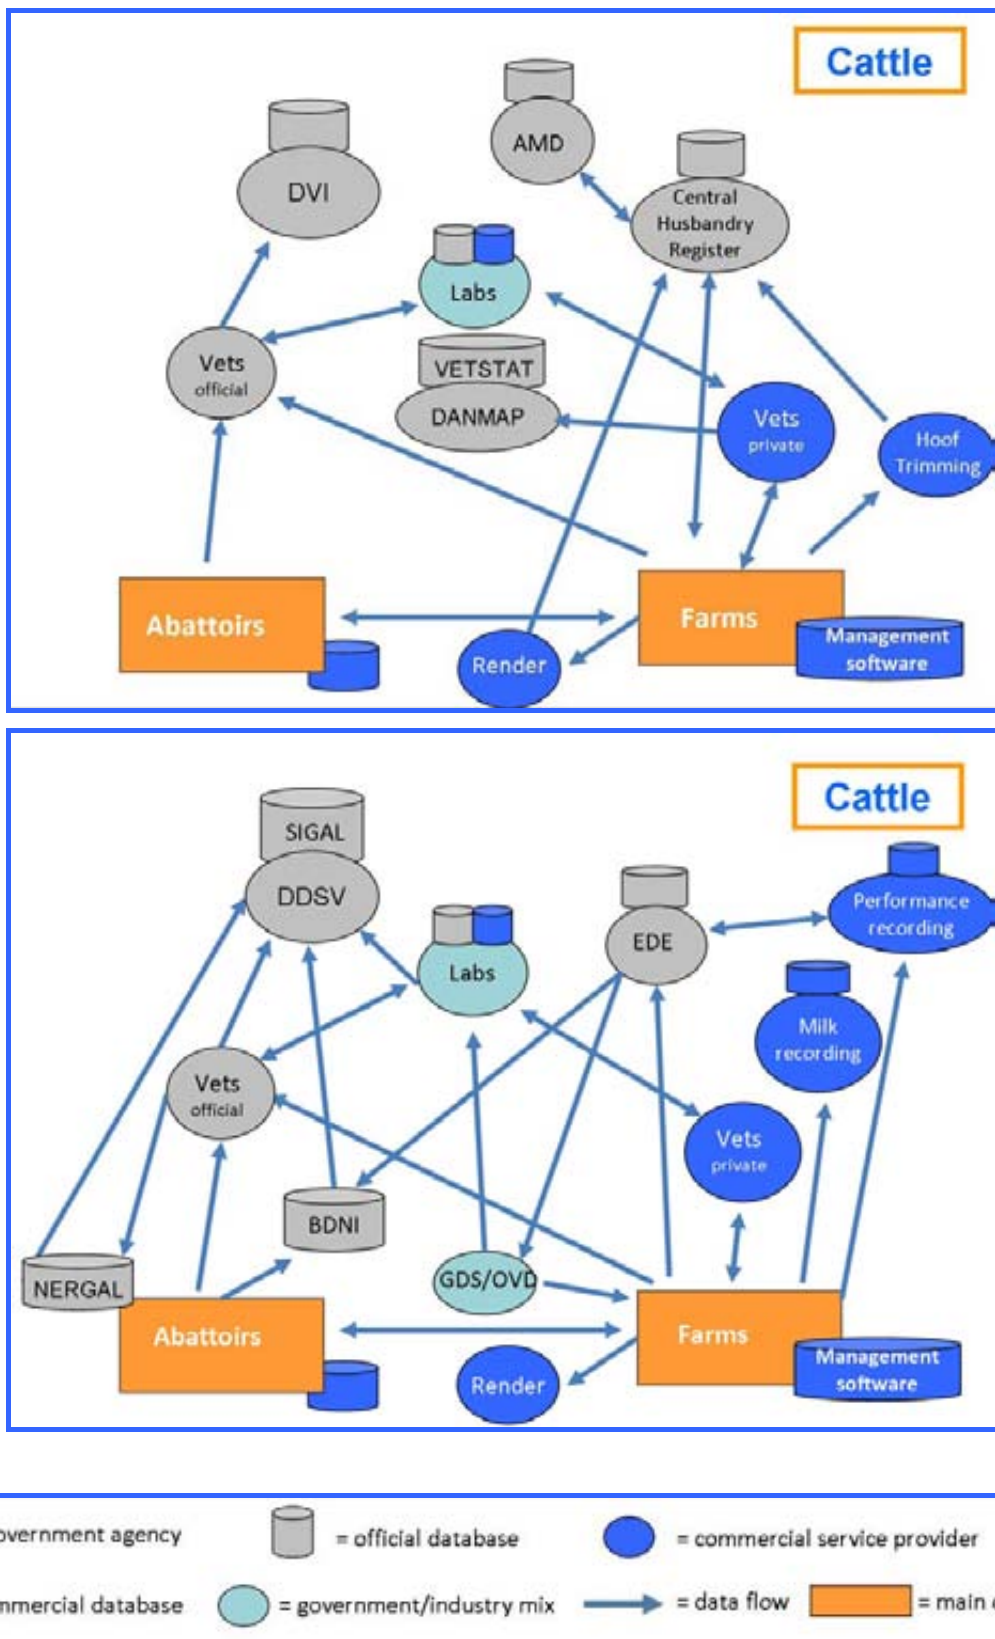 Cattle
AMD
DVI
Central
Husbandry
Register
Labs
VETSTAT
DANMAP
Vets
official
Vets
private
Hoof
Trimming
Abattoirs
Farms
Render
Management
software
Cattle
SIGAL
DDSV
Performance
recording
EDE
Labs
Milk
recording
Vets
official
Vets
private
BDNI
NERGAL
GDS/OVD
Abattoirs
Farms
Render
Management
software
overnment agency
= official database
= commercial service provider
mmercial database
= government/industry mix
= data flow
= main